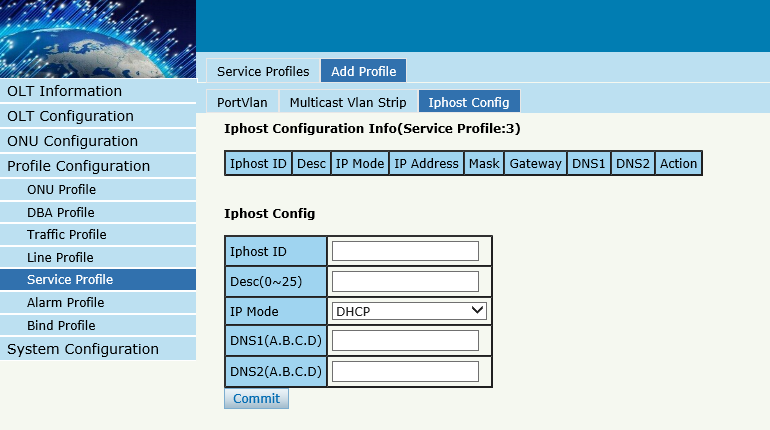 Service Profiles Add Profile
PortVlan Multicast Vlan Strip Iphost Config
OLT Information
OLT Configuration
ONU Configuration
Profile Configuration
ONU Profile
DBA Profile
Traffic Profile
Line Profile
Service Profile
Alarm Profile
Bind Profile
System Configuration
Iphost Configuration Info(Service Profile:3)
Iphost ID Desc IP Mode IP Address Mask Gateway DNS1 DNS2 Action
Iphost Config
Iphost ID
Desc(0~25)
IP Mode DHCP
DNS1(A.B.C.D)
DNS2(A.B.C.D)
Commit